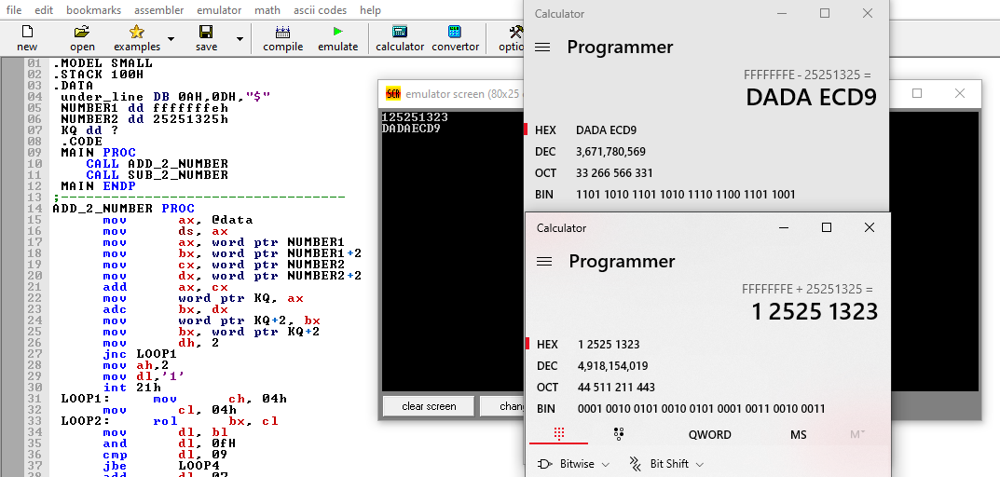 file edit bookmarks assembler emulator math ascii codes help
new open examples save compile emulate calculator convertor
01 .MODEL SMALL
02 .STACK 100H
03 .DATA
04 under_line DB 0AH,0DH,"$"
05 NUMBER1 dd fffffffeh
06 NUMBER2 dd 25251325h
07 KQ dd ?
08 .CODE
09 MAIN PROC
10 CALL ADD_2_NUMBER
11 CALL SUB_2_NUMBER
12 MAIN ENDP
13 ;----------------------------------
14 ADD_2_NUMBER PROC
15 mov ax, @data
16 mov ds, ax
17 mov ax, word ptr NUMBER1
18 mov bx, word ptr NUMBER1+2
19 mov cx, word ptr NUMBER2
20 mov dx, word ptr NUMBER2+2
21 add ax, cx
22 mov word ptr KQ, ax
23 adc bx, dx
24 mov word ptr KQ+2, bx
25 mov bx, word ptr KQ+2
26 mov dh, 2
27 jnc LOOP1
28 mov ah,2
29 mov dl,'1'
30 int 21h
31 LOOP1: mov ch, 04h
32 mov cl, 04h
33 LOOP2: rol bx, cl
34 mov dl, bl
35 and dl, 0fH
36 cmp dl, 09
37 jbe LOOP4
38 add dl, 07
emulator screen (80x25
125251323
DADAECD9
clear screen
Calculator
Programmer
FFFFFFFE - 25251325 =
DADA ECD9
HEX DADA ECD9
DEC 3,671,780,569
OCT 33 266 566 331
BIN 1101 1010 1101 1010 1110 1100 1101 1001
Calculator
Programmer
FFFFFFFE + 25251325 =
1 2525 1323
HEX 1 2525 1323
DEC 4,918,154,019
OCT 44 511 211 443
BIN 0001 0010 0101 0010 0101 0001 0011 0010 0011
QWORD MS M
Bitwise Bit Shift